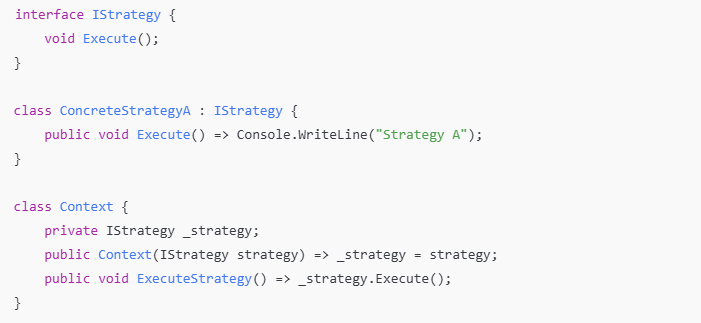 interface IStrategy {
    void Execute();
}
class ConcreteStrategyA : IStrategy {
    public void Execute() => Console.WriteLine("Strategy A");
}
class Context {
    private IStrategy _strategy;
    public Context(IStrategy strategy) => _strategy = strategy;
    public void ExecuteStrategy() => _strategy.Execute();
}